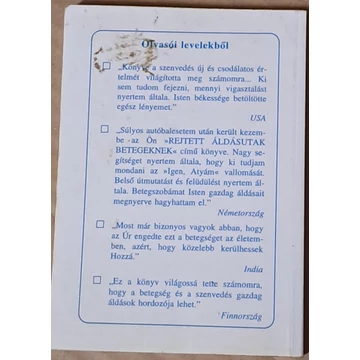 Olvasói levelekből
„Könyve a szenvedés új és csodálatos ér-
telmét világította meg számomra... Ki
sem tudom fejezni, mennyi vigasztalást
nyertem általa. Isten békessége betöltötte
egész lényemet.”
USA
„Súlyos autóbalesetem után került kezem-
be az Ön »REJTETT ÁLDÁSUTAK
BETEGEKNEK« című könyve. Nagy se-
gítséget nyertem általa, hogy ki tudjam
mondani az »Igen, Atyám« vallomását.
Belső útmutatást és felüdülést nyertem ál-
tala. Betegszobámat Isten gazdag áldásait
megnyerve hagyhattam el.”
Németország
„Most már bizonyos vagyok abban, hogy
az Úr engedte ezt a betegséget az életem-
ben, azért, hogy közelebb kerülhessek
Hozzá.”
India
„Ez a könyv világossá tette számomra,
hogy a betegség és a szenvedés gazdag
áldások hordozója lehet.”
Finnország